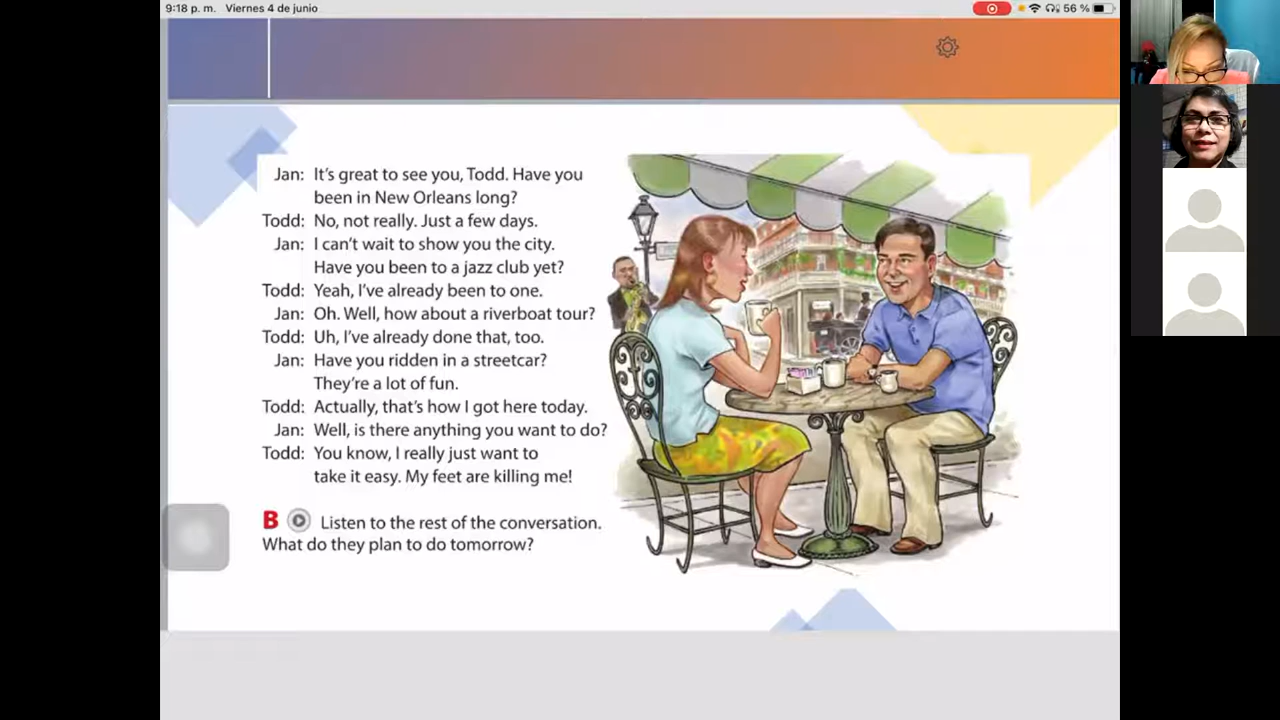 9:18 p. m. Viernes 4 de junio
56 %
Jan: It's great to see you, Todd. Have you
been in New Orleans long?
Todd: No, not really. Just a few days.
Jan: I can't wait to show you the city.
Have you been to a jazz club yet?
Todd: Yeah, I've already been to one.
Jan: Oh. Well, how about a riverboat tour?
Todd: Uh, I've already done that, too.
Jan: Have you ridden in a streetcar?
They're a lot of fun.
Todd: Actually, that's how I got here today.
Jan: Well, is there anything you want to do?
Todd: You know, I really just want to
take it easy. My feet are killing me!
B Listen to the rest of the conversation.
What do they plan to do tomorrow?